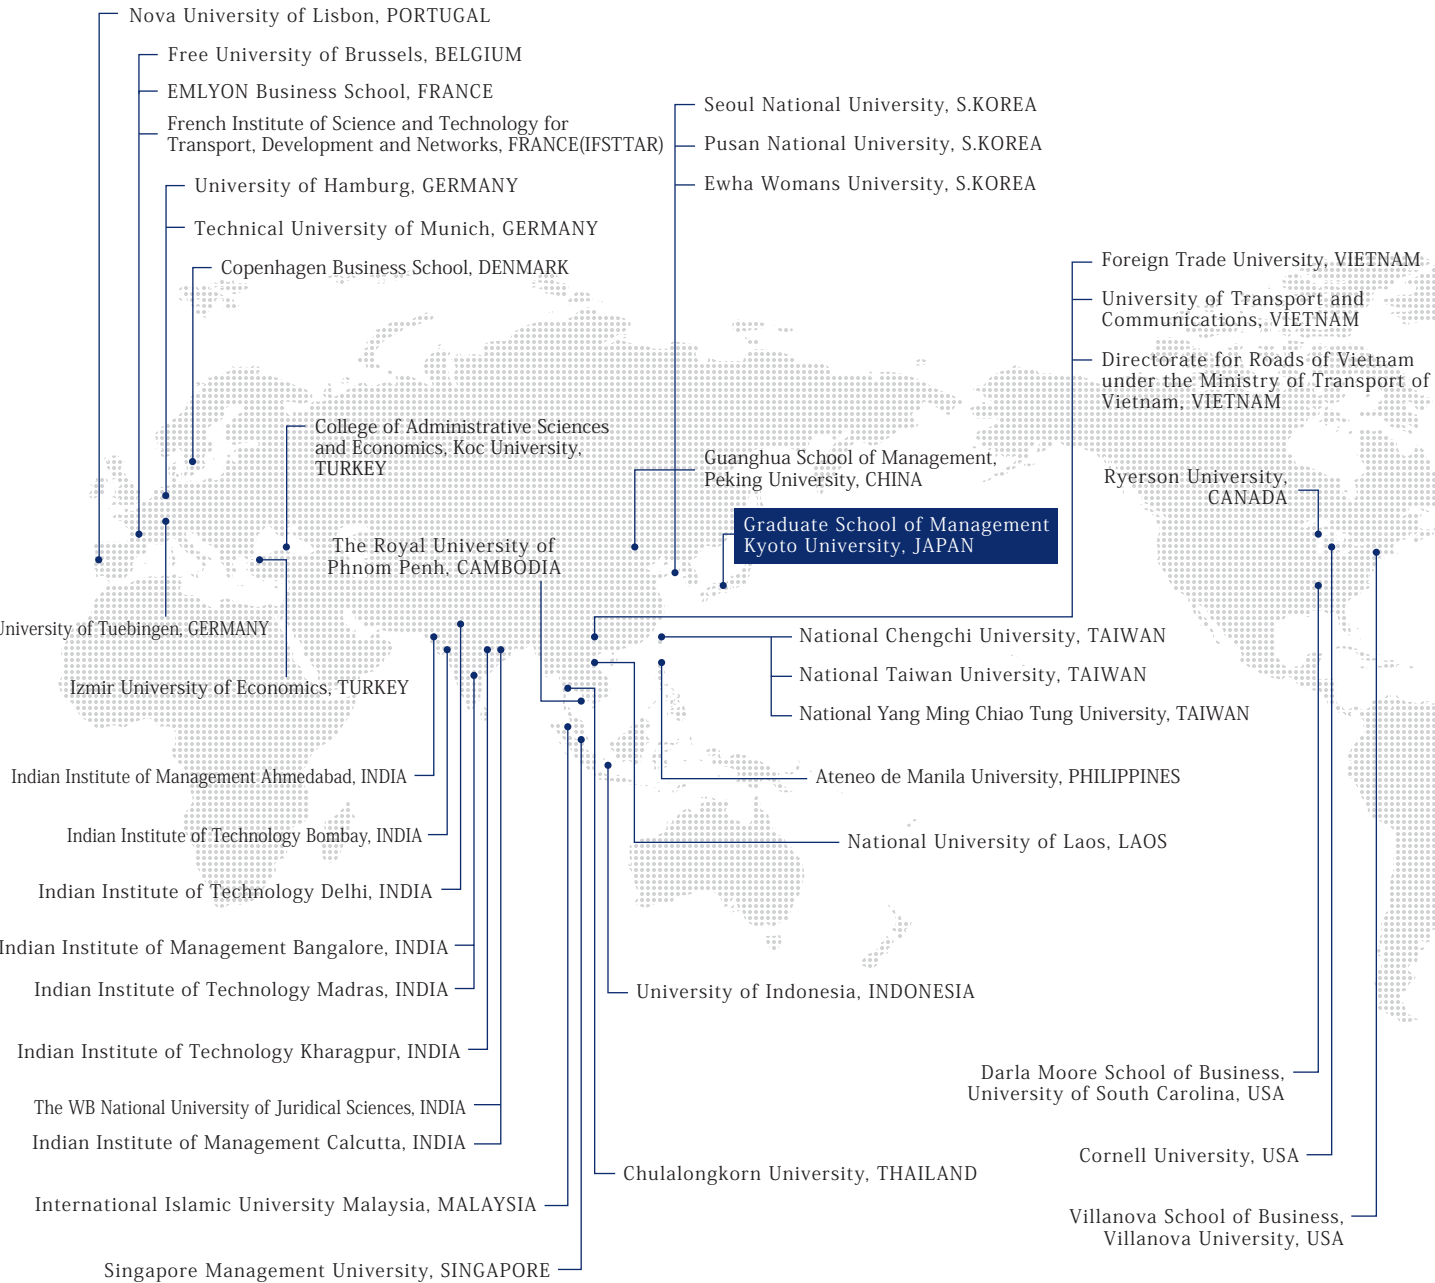 Nova University of Lisbon, PORTUGAL
Free University of Brussels, BELGIUM
EMLYON Business School, FRANCE
French Institute of Science and Technology for
Transport, Development and Networks, FRANCE(IFSTTAR)
University of Hamburg, GERMANY
Technical University of Munich, GERMANY
Copenhagen Business School, DENMARK
College of Administrative Sciences
and Economics, Koc University,
TURKEY
The Royal University of
Phnom Penh, CAMBODIA
University of Tuebingen, GERMANY
Izmir University of Economics, TURKEY
Seoul National University, S.KOREA
Pusan National University, S.KOREA
Ewha Womans University, S.KOREA
Guanghua School of Management,
Peking University, CHINA
Graduate School of Management
Kyoto University, JAPAN
Foreign Trade University, VIETNAM
University of Transport and
Communications, VIETNAM
Directorate for Roads of Vietnam
under the Ministry of Transport of
Vietnam, VIETNAM
Ryerson University,
CANADA
National Chengchi University, TAIWAN
National Taiwan University, TAIWAN
National Yang Ming Chiao Tung University, TAIWAN
Ateneo de Manila University, PHILIPPINES
National University of Laos, LAOS
University of Indonesia, INDONESIA
Indian Institute of Management Ahmedabad, INDIA
Indian Institute of Technology Bombay, INDIA
Indian Institute of Technology Delhi, INDIA
Indian Institute of Management Bangalore, INDIA
Indian Institute of Technology Madras, INDIA
Indian Institute of Technology Kharagpur, INDIA
The WB National University of Juridical Sciences, INDIA
Indian Institute of Management Calcutta, INDIA
International Islamic University Malaysia, MALAYSIA
Singapore Management University, SINGAPORE
Chulalongkorn University, THAILAND
Darla Moore School of Business,
University of South Carolina, USA
Cornell University, USA
Villanova School of Business,
Villanova University, USA